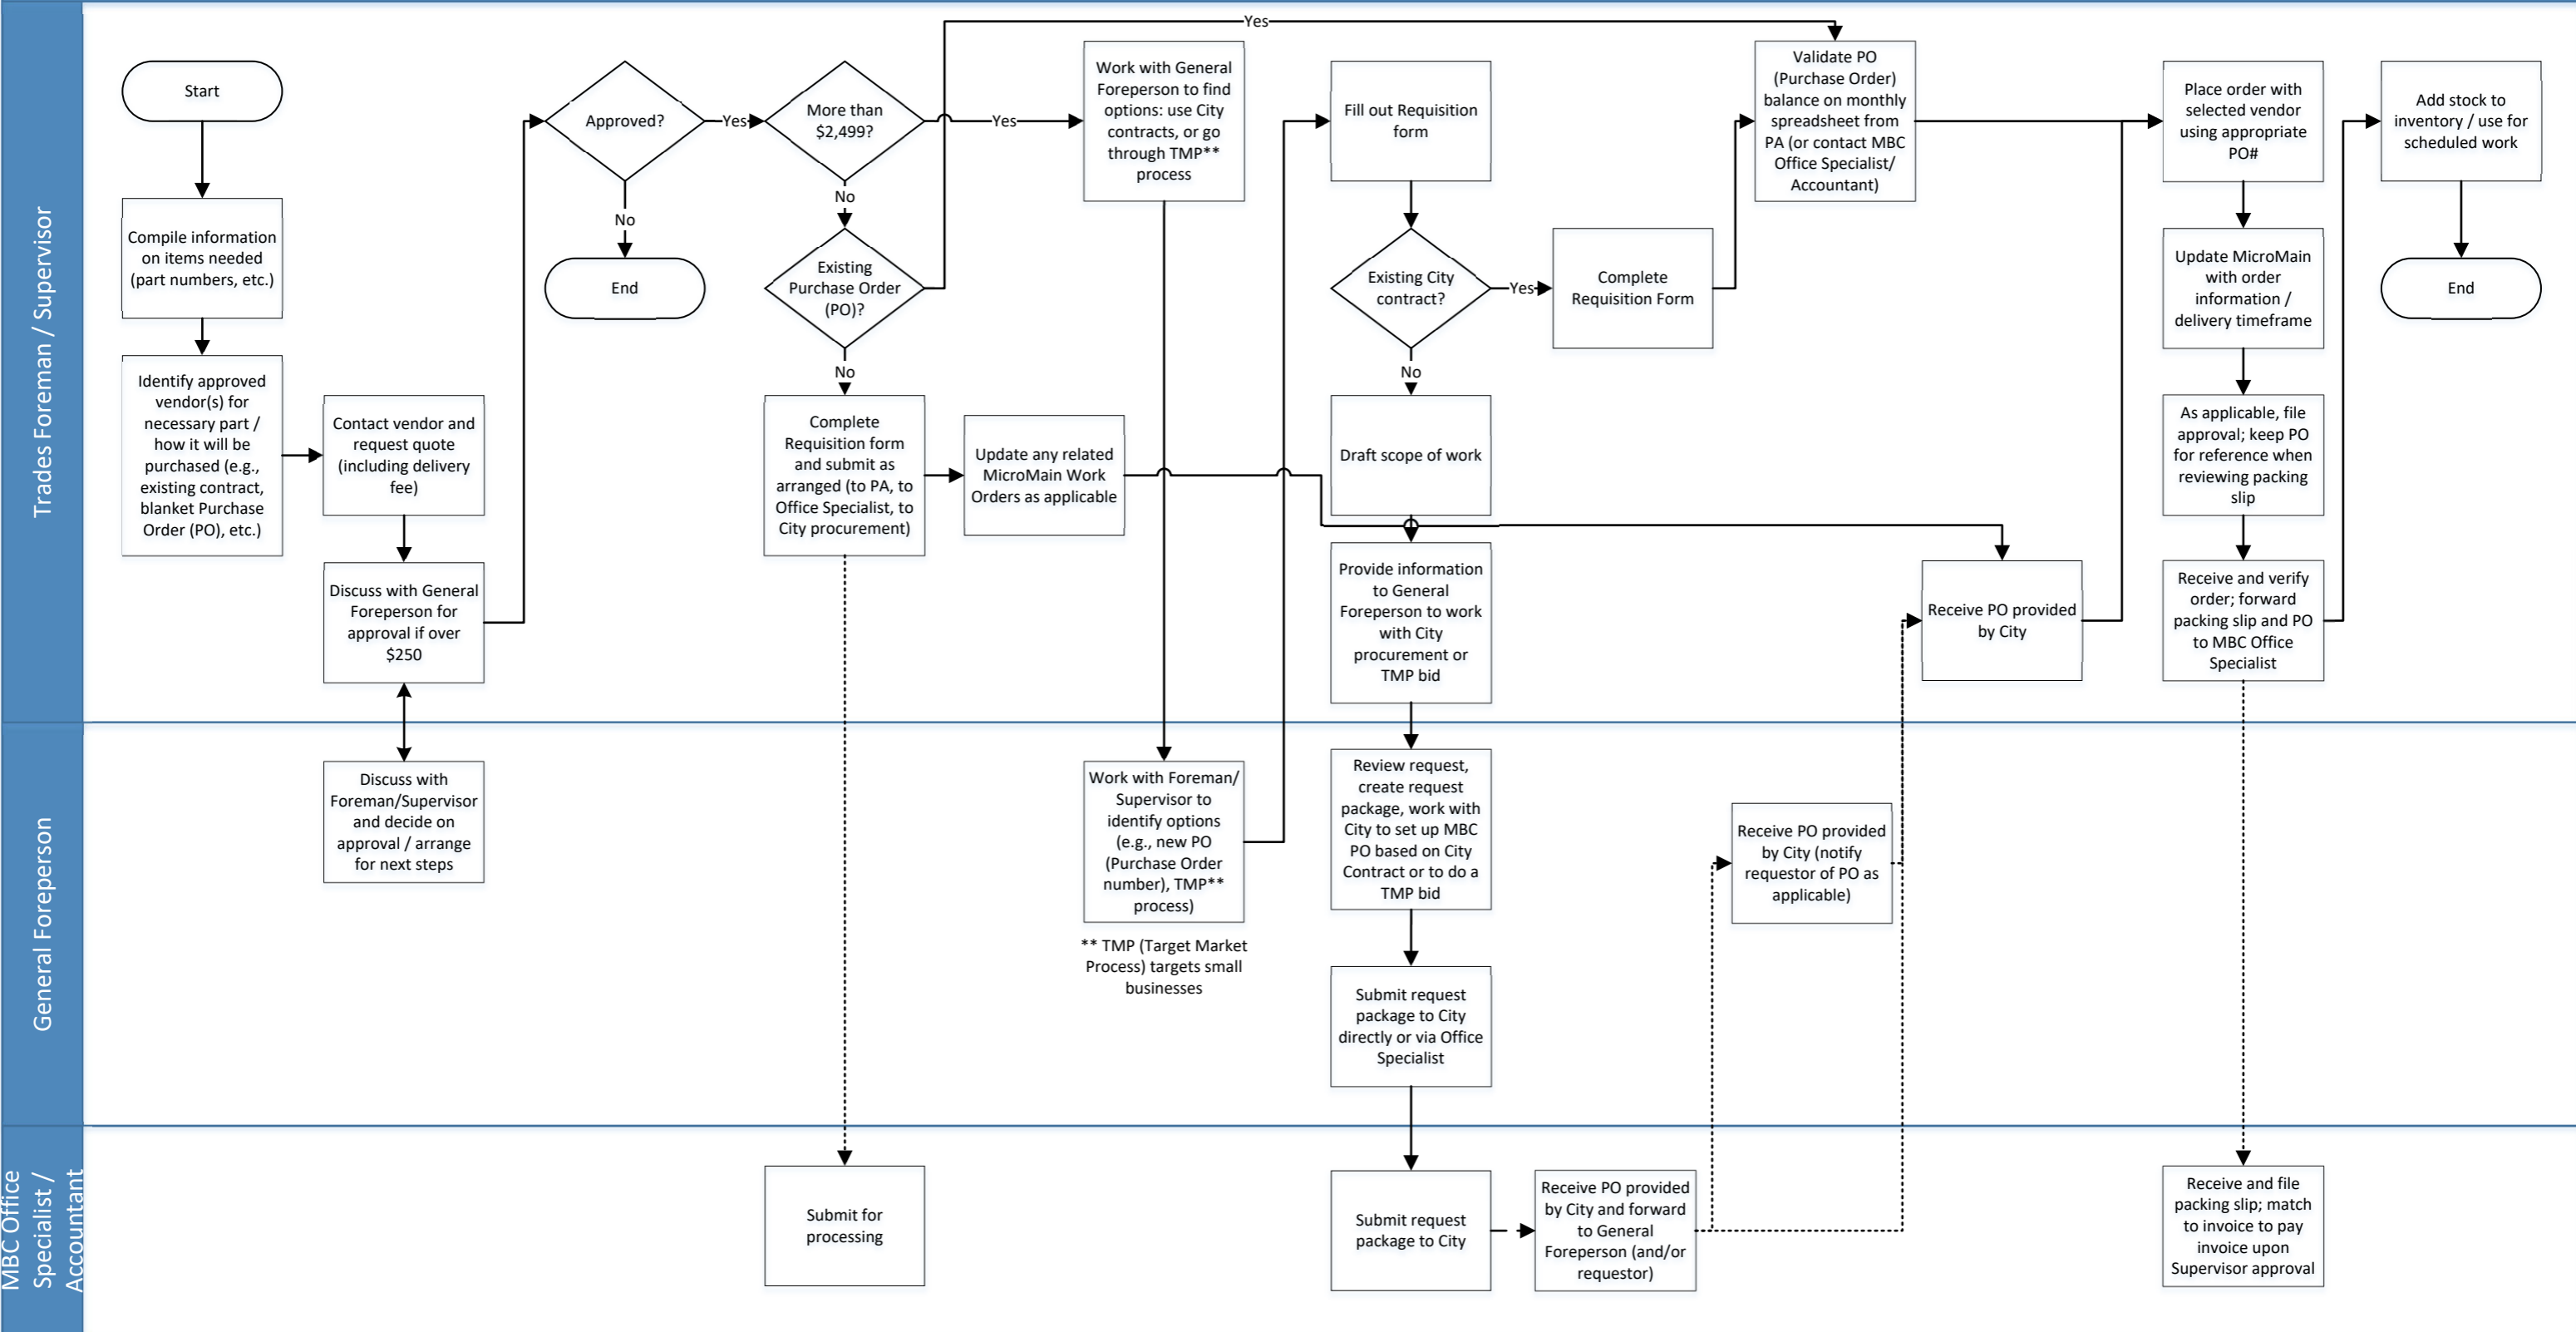 Trades Foreman / Supervisor
Start
Compile information
on items needed
(part numbers, etc.)
Identify approved
vendor(s) for
necessary part /
how it will be
purchased (e.g.,
existing contract,
blanket Purchase
Order (PO), etc.)
Contact vendor and
request quote
(including delivery
fee)
Discuss with General
Foreperson for
approval if over
$250
Approved?
Yes
No
End
More than
$2,499?
Yes
No
Existing
Purchase Order
(PO)?
Yes
No
Complete
Requisition form
and submit as
arranged (to PA, to
Office Specialist, to
City procurement)
Update any related
MicroMain Work
Orders as applicable
Work with General
Foreperson to find
options: use City
contracts, or go
through TMP**
process
Fill out Requisition
form
Existing City
contract?
Yes
No
Complete
Requisition Form
Draft scope of work
Provide information
to General
Foreperson to work
with City
procurement or
TMP bid
Validate PO
(Purchase Order)
balance on monthly
spreadsheet from
PA (or contact MBC
Office Specialist/
Accountant)
Receive PO provided
by City
Place order with
selected vendor
using appropriate
PO#
Update MicroMain
with order
information /
delivery timeframe
As applicable, file
approval; keep PO
for reference when
reviewing packing
slip
Receive and verify
order; forward
packing slip and PO
to MBC Office
Specialist
Add stock to
inventory / use for
scheduled work
End
General Foreperson
Discuss with
Foreman/Supervisor
and decide on
approval / arrange
for next steps
Work with Foreman/
Supervisor to
identify options
(e.g., new PO
(Purchase Order
number), TMP**
process)
** TMP (Target Market
Process) targets small
businesses
Review request,
create request
package, work with
City to set up MBC
PO based on City
Contract or to do a
TMP bid
Submit request
package to City
directly or via Office
Specialist
Receive PO provided
by City (notify
requestor of PO as
applicable)
MBC Office
Specialist /
Accountant
Submit for
processing
Submit request
package to City
Receive PO provided
by City and forward
to General
Foreperson (and/or
requestor)
Receive and file
packing slip; match
to invoice to pay
invoice upon
Supervisor approval